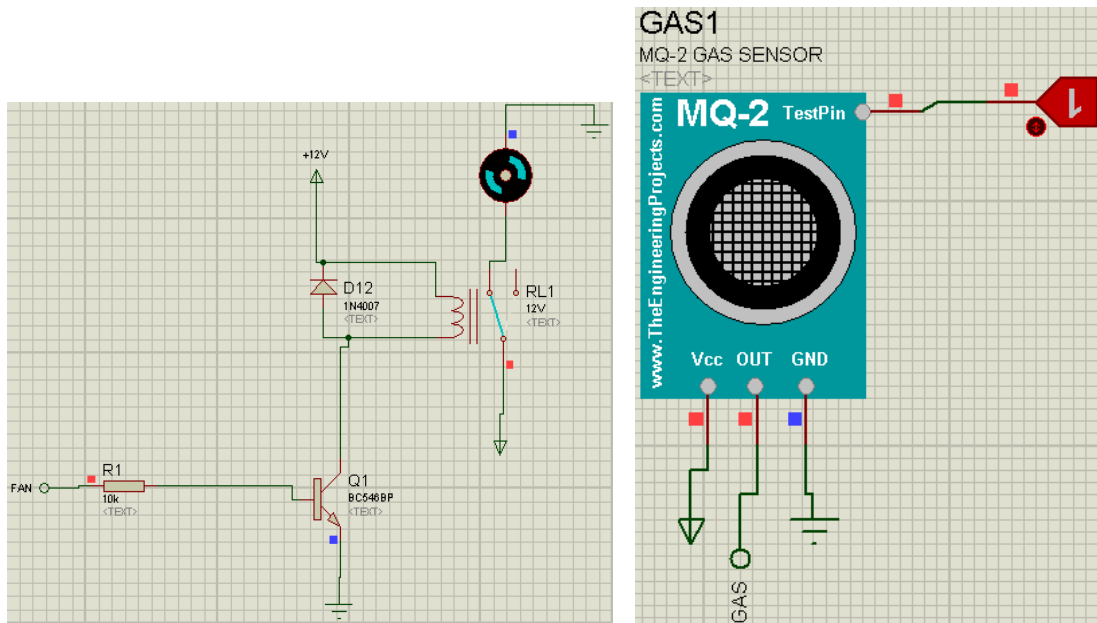 +12V
D12
1N4007
<TEXT>
RL1
12V
<TEXT>
FAN
R1
10k
<TEXT>
Q1
BC546BP
<TEXT>
GAS1
MQ-2 GAS SENSOR
<TEXT>
MQ-2 TestPin
1
www.TheEngineeringProjects.com
Vcc OUT GND
GAS